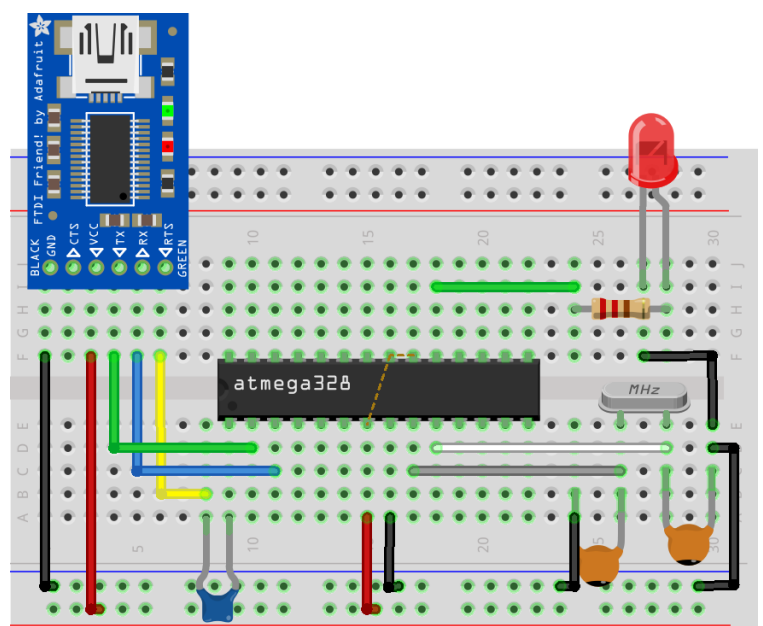 FTDI Friend! by Adafruit
BLACK
GND
CTS
VCC
TX
RX
RTS
GREEN
10 15 20 25 30
J
I
H H
G G
F F
atmega328
MHz
E E
D
C
B
A
5 10 20 30